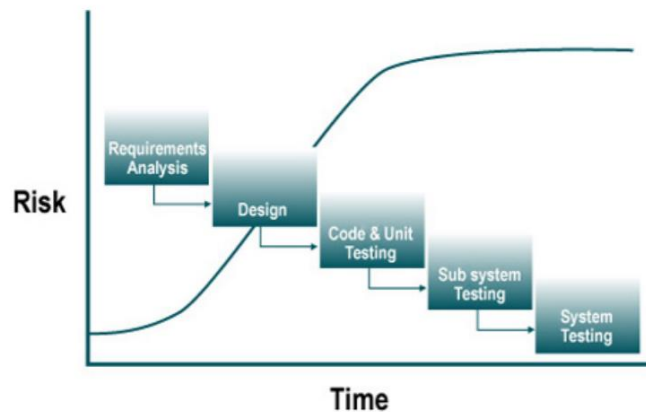 Requirements
Analysis
Risk
Design
Code & Unit
Testing
Sub system
Testing
System
Testing
Time